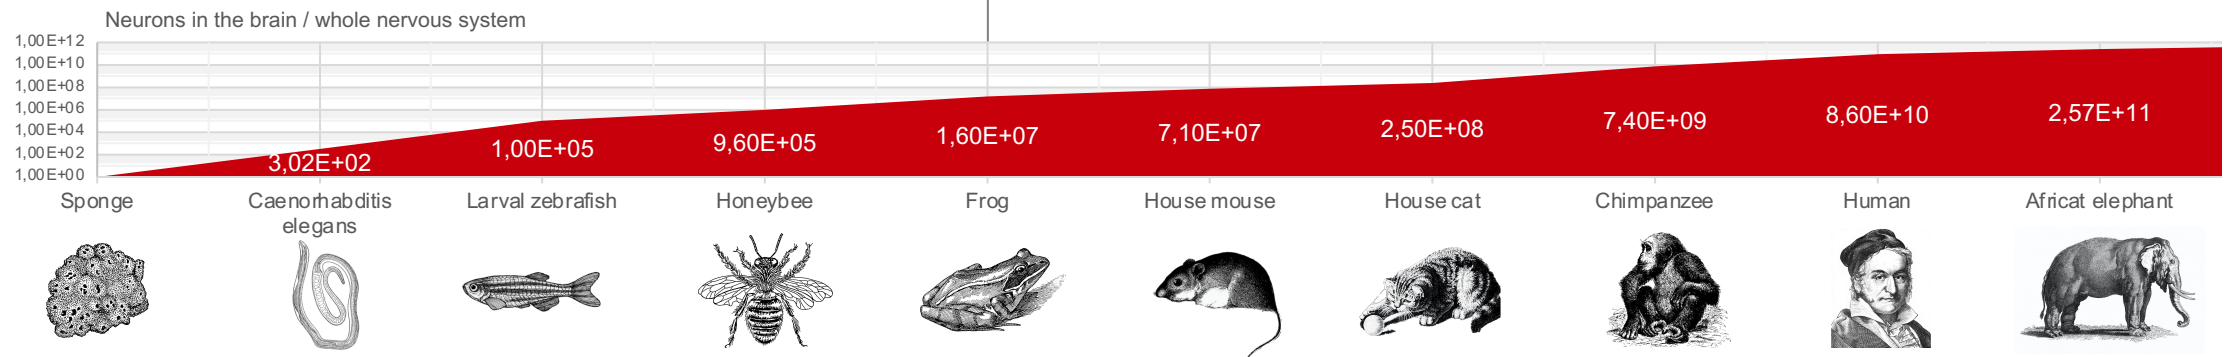 Neurons in the brain / whole nervous system
1,00E+12
1,00E+10
1,00E+08
1,00E+06
1,00E+04
1,00E+02
1,00E+00
3,02E+02
1,00E+05
9,60E+05
1,60E+07
7,10E+07
2,50E+08
7,40E+09
8,60E+10
2,57E+11
Sponge
Caenorhabditis
elegans
Larval zebrafish
Honeybee
Frog
House mouse
House cat
Chimpanzee
Human
Africat elephant